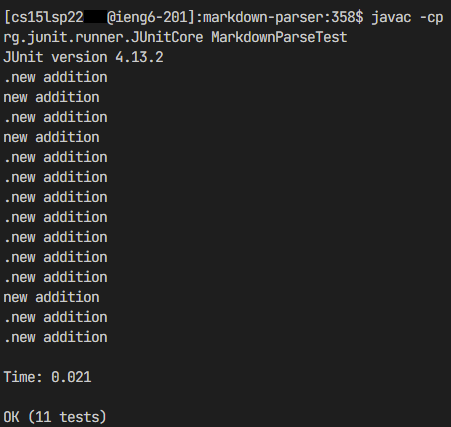 [cs15lsp22 @ieng6-201]:markdown-parser:358$ javac -cp
rg.junit.runner.JUnitCore MarkdownParseTest
JUnit version 4.13.2
.new addition
new addition
.new addition
new addition
.new addition
.new addition
.new addition
.new addition
.new addition
.new addition
.new addition
new addition
.new addition
.new addition
Time: 0.021
OK (11 tests)